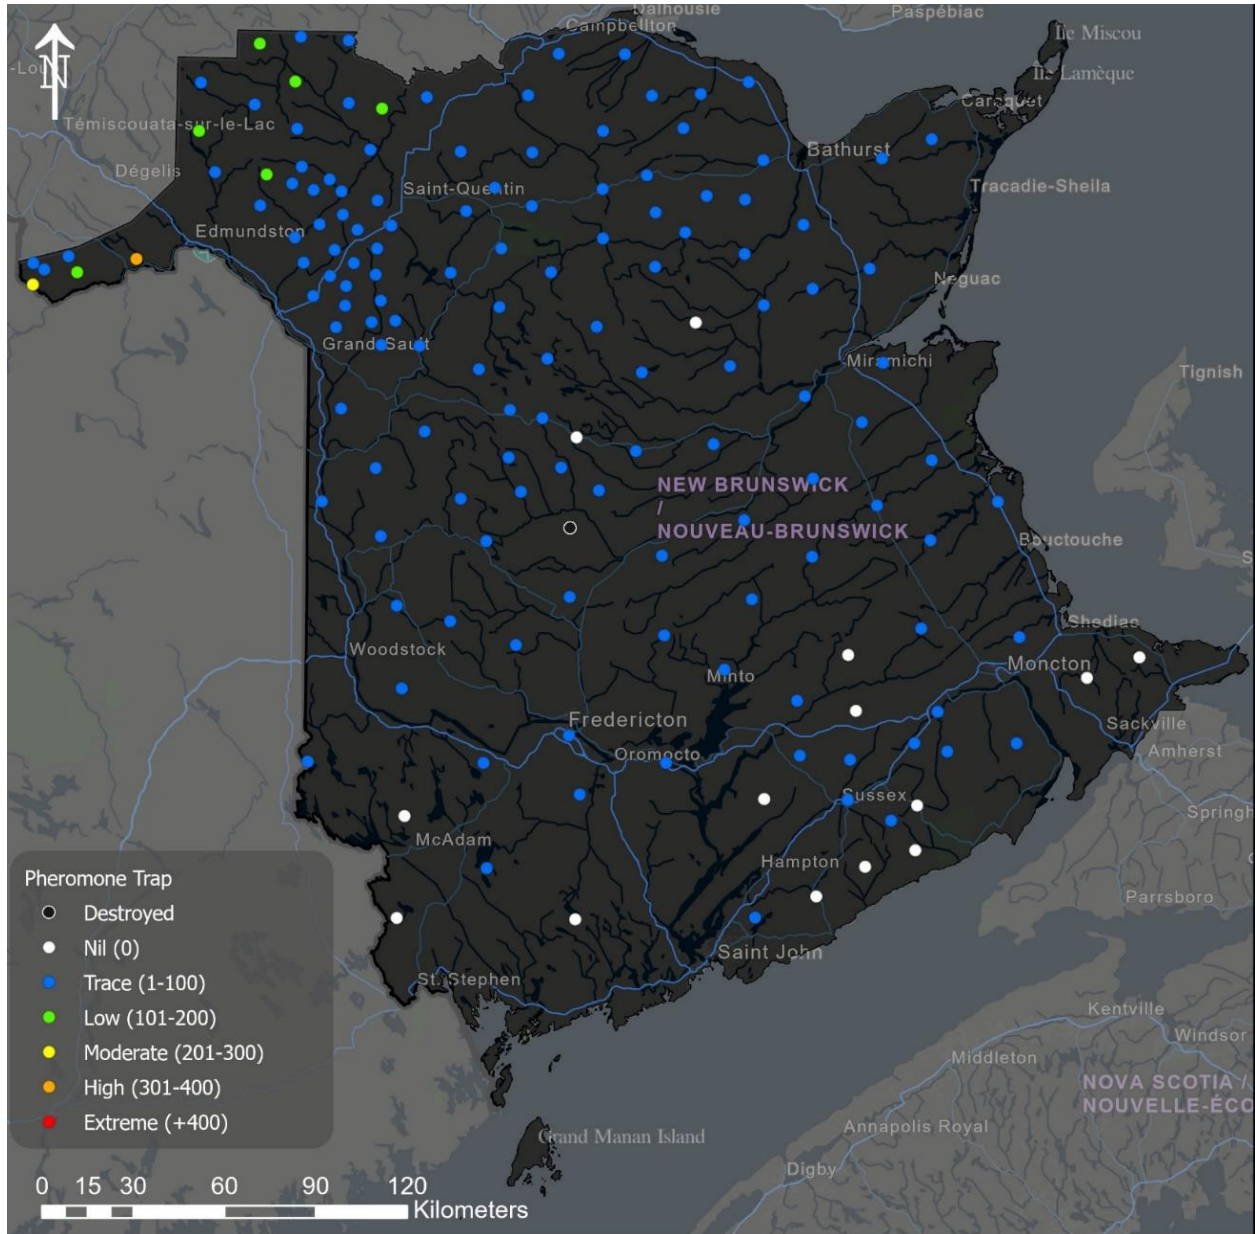 Dalhousie
Paspébiac
Campbellton
Île Miscou
N
Île Lamèque
Caraquet
Témiscouata-sur-le-Lac
Bathurst
Dégelis
Saint-Quentin
Tracadie-Sheila
Edmundston
Neguac
Grand-Sault
Miramichi
Tignish
NEW BRUNSWICK
/
NOUVEAU-BRUNSWICK
Bouctouche
Shediac
Woodstock
Moncton
Minto
Fredericton
Sackville
Oromocto
Amherst
Sussex
McAdam
Hampton
Parrsboro
Saint John
St. Stephen
Kentville
Windsor
Middleton
NOVA SCOTIA /
Annapolis Royal
Grand Manan Island
Digby
Pheromone Trap
Destroyed
Nil (0)
Trace (1-100)
Low (101-200)
Moderate (201-300)
High (301-400)
Extreme (+400)
0 15 30 60 90 120
Kilometers